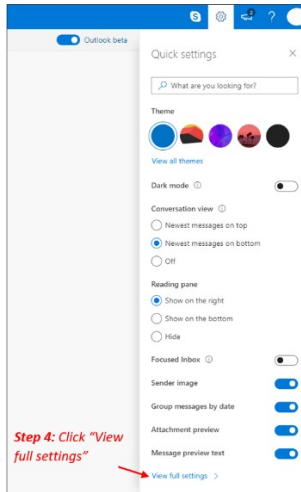 S 2 ?
Outlook beta
Quick settings ×
What are you looking for?
Theme
View all themes
Dark mode
Conversation view
Newest messages on top
Newest messages on bottom
Off
Reading pane
Show on the right
Show on the bottom
Hide
Focused Inbox
Sender image
Group messages by date
Attachment preview
Message preview text
Step 4: Click “View
full settings”
View full settings >